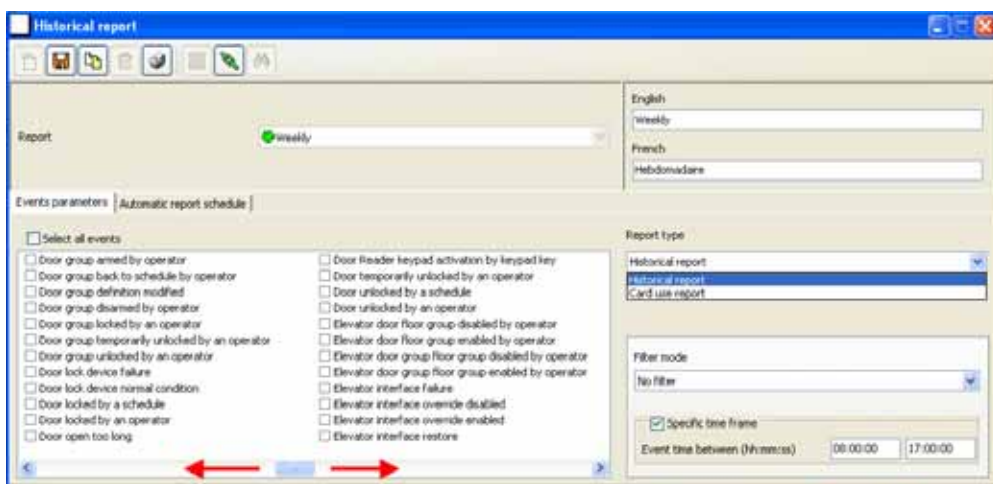 Historical report
English
Weekly
Report
Weekly
French
Hebdomadaire
Events parameters
Automatic report schedule
Select all events
Door group armed by operator
Door group back to schedule by operator
Door group definition modified
Door group disarmed by operator
Door group locked by an operator
Door group temporarily unlocked by an operator
Door group unlocked by an operator
Door lock device failure
Door lock device normal condition
Door locked by a schedule
Door locked by an operator
Door open too long
Door Reader keypad activation by keypad key
Door temporarily unlocked by an operator
Door unlocked by a schedule
Door unlocked by an operator
Elevator door floor group disabled by operator
Elevator door floor group enabled by operator
Elevator door group floor group disabled by operator
Elevator door group floor group enabled by operator
Elevator interface failure
Elevator interface override disabled
Elevator interface override enabled
Elevator interface restore
Report type
Historical report
Historical report
Card use report
Filter mode
No filter
Specific time frame
Event time between (hh:mm:ss)
08:00:00
17:00:00